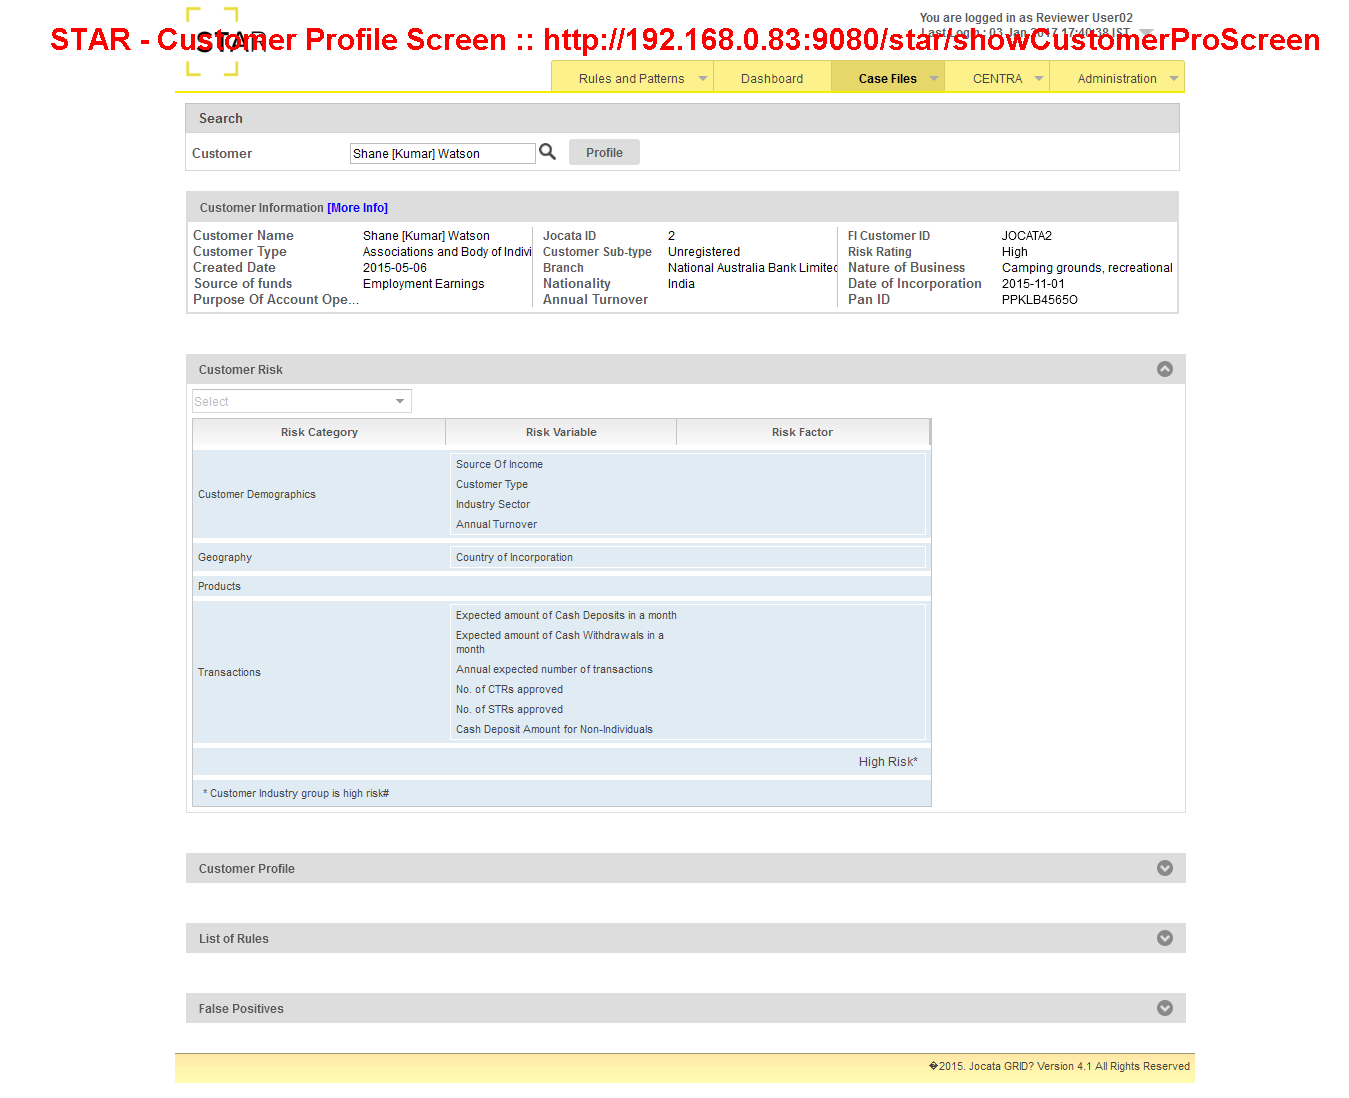 You are logged in as Reviewer User02
STAR
STAR - Customer Profile Screen :: http://192.168.0.83:9080/star/showCustomerProScreen
Last Login : 03 Jan 2017 17:40:38 IST
Rules and Patterns Dashboard Case Files CENTRA Administration
Search
Customer Shane [Kumar] Watson Profile
Customer Information [More Info]
Customer Name Shane [Kumar] Watson Jocata ID 2 FI Customer ID JOCATA2
Customer Type Associations and Body of Indivi Customer Sub-type Unregistered Risk Rating High
Created Date 2015-05-06 Branch National Australia Bank Limited Nature of Business Camping grounds, recreational
Source of funds Employment Earnings Nationality India Date of Incorporation 2015-11-01
Purpose Of Account Ope... Annual Turnover Pan ID PPKLB4565O
Customer Risk
Select
Risk Category Risk Variable Risk Factor
Customer Demographics
Source Of Income
Customer Type
Industry Sector
Annual Turnover
Geography Country of Incorporation
Products
Transactions
Expected amount of Cash Deposits in a month
Expected amount of Cash Withdrawals in a
month
Annual expected number of transactions
No. of CTRs approved
No. of STRs approved
Cash Deposit Amount for Non-Individuals
High Risk*
* Customer Industry group is high risk#
Customer Profile
List of Rules
False Positives
�2015. Jocata GRID? Version 4.1 All Rights Reserved